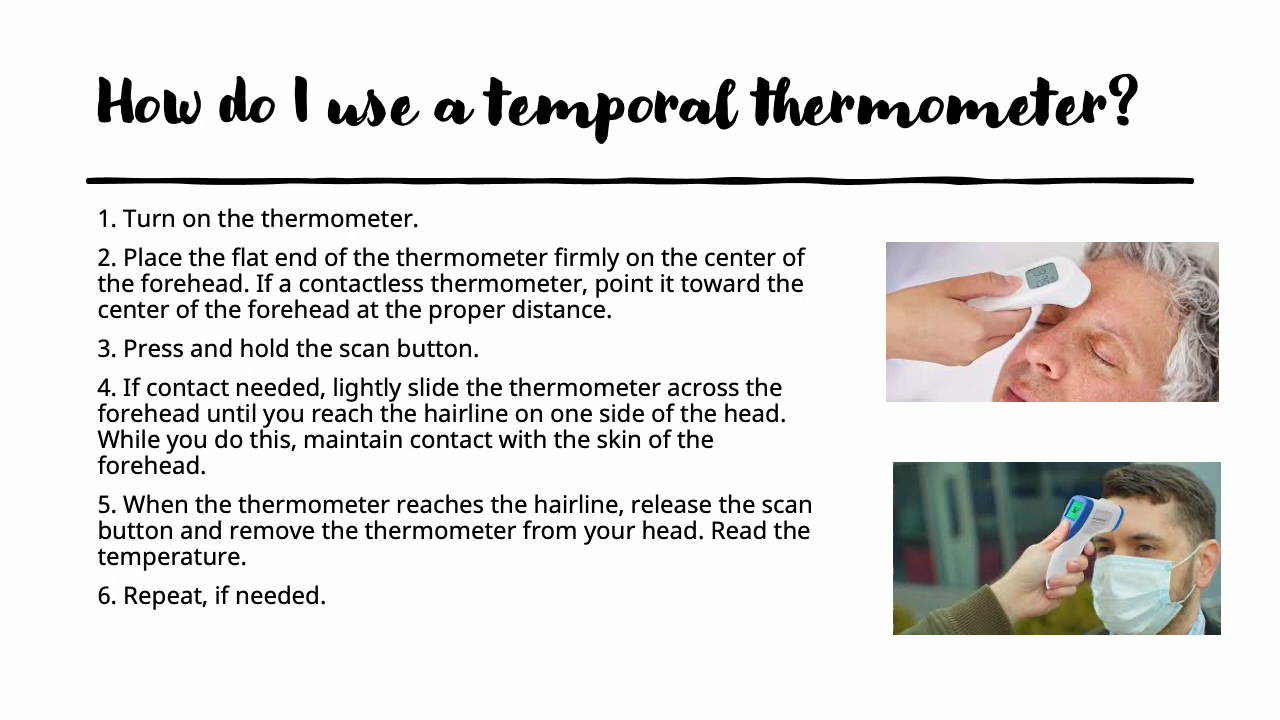 How do I use a temporal thermometer?
1. Turn on the thermometer.
2. Place the flat end of the thermometer firmly on the center of
the forehead. If a contactless thermometer, point it toward the
center of the forehead at the proper distance.
3. Press and hold the scan button.
4. If contact needed, lightly slide the thermometer across the
forehead until you reach the hairline on one side of the head.
While you do this, maintain contact with the skin of the
forehead.
5. When the thermometer reaches the hairline, release the scan
button and remove the thermometer from your head. Read the
temperature.
6. Repeat, if needed.